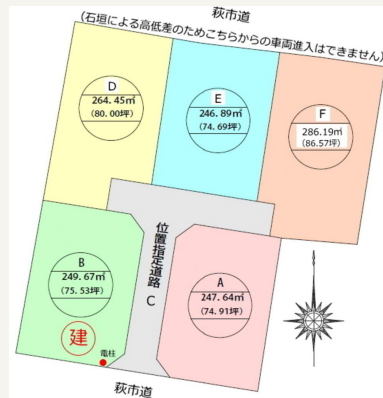 萩市道
(石垣による高低差のためこちらからの車両進入はできません)
D
264.45㎡
(80.00坪)
E
246.89㎡
(74.69坪)
F
286.19㎡
(86.57坪)
位置指定道路 C
B
249.67㎡
(75.53坪)
A
247.64㎡
(74.91坪)
建
電柱
萩市道